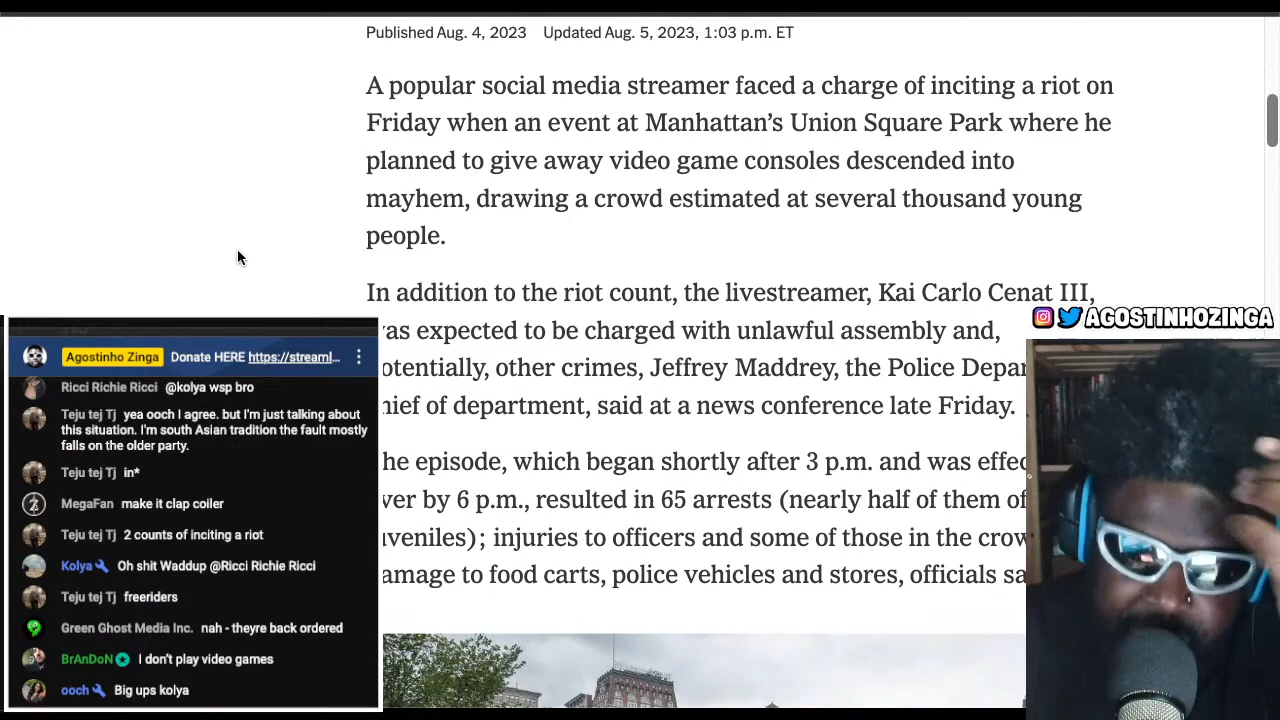 Published Aug. 4, 2023 Updated Aug. 5, 2023, 1:03 p.m. ET
A popular social media streamer faced a charge of inciting a riot on
Friday when an event at Manhattan's Union Square Park where he
planned to give away video game consoles descended into
mayhem, drawing a crowd estimated at several thousand young
people.
In addition to the riot count, the livestreamer, Kai Carlo Cenat III,
as expected to be charged with unlawful assembly and,
otentially, other crimes, Jeffrey Maddrey, the Police Depar
hief of department, said at a news conference late Friday.
he episode, which began shortly after 3 p.m. and was effec
ver by 6 p.m., resulted in 65 arrests (nearly half of them of
uveniles); injuries to officers and some of those in the crow
amage to food carts, police vehicles and stores, officials sa
AGOSTINHOZINGA
Agostinho Zinga Donate HERE https://streaml...
Ricci Richie Ricci @kolya wsp bro
Teju tej Tj yea ooch I agree. but I'm just talking about
this situation. I'm south Asian tradition the fault mostly
falls on the older party.
Teju tej Tj in*
MegaFan make it clap coiler
Teju tej Tj 2 counts of inciting a riot
Kolya Oh shit Waddup @Ricci Richie Ricci
Teju tej Tj freeriders
Green Ghost Media Inc. nah - theyre back ordered
BrAnDoN I don't play video games
ooch Big ups kolya